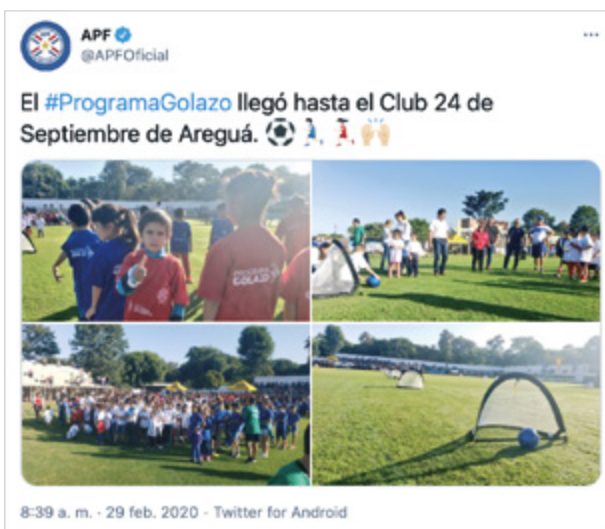 APF
@APFOficial
El #ProgramaGolazo llegó hasta el Club 24 de
Septiembre de Areguá. ⚽🏃‍♂️🏃‍♀️🙌🏻
PROGRAMA
GOLAZO
8:39 a. m. · 29 feb. 2020 · Twitter for Android